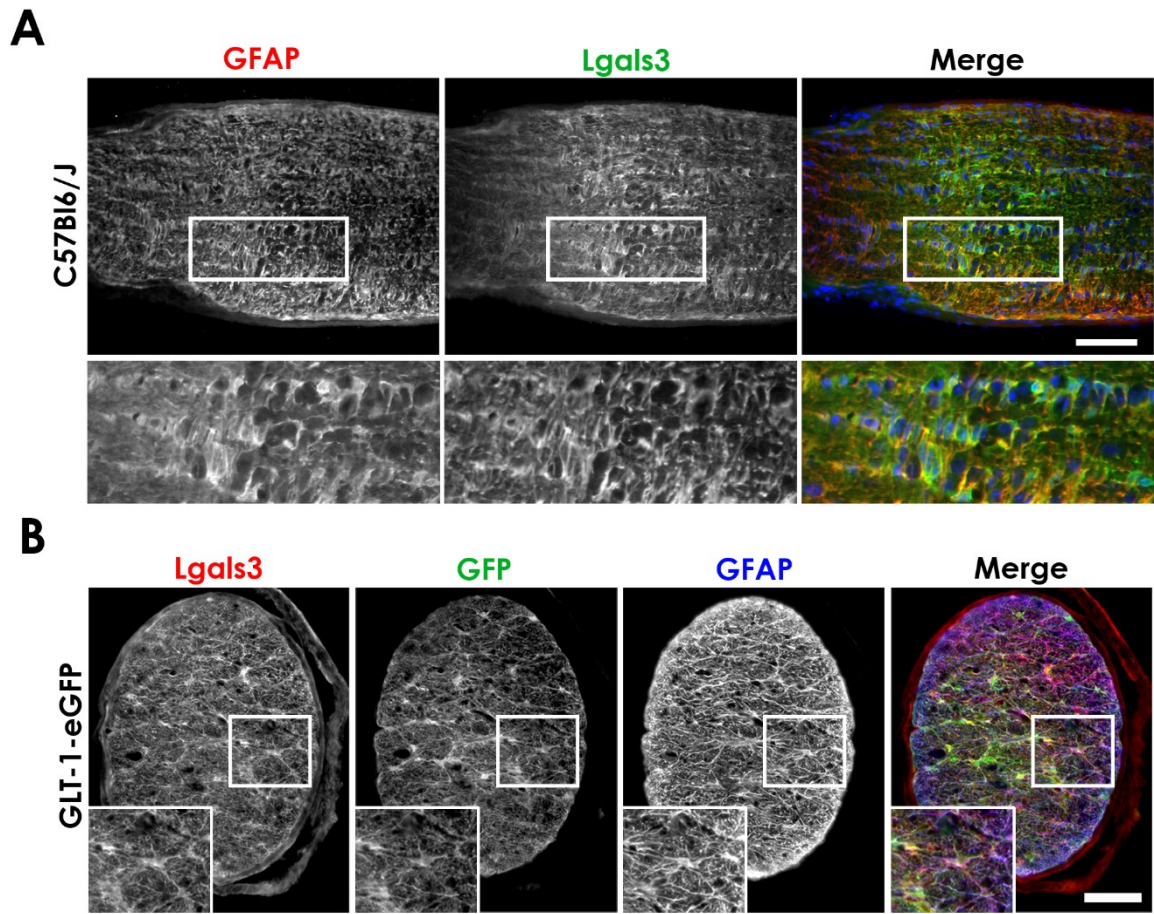 A
GFAP Lgals3 Merge
C57Bl6/J
B
Lgals3 GFP GFAP Merge
GLT-1-eGFP